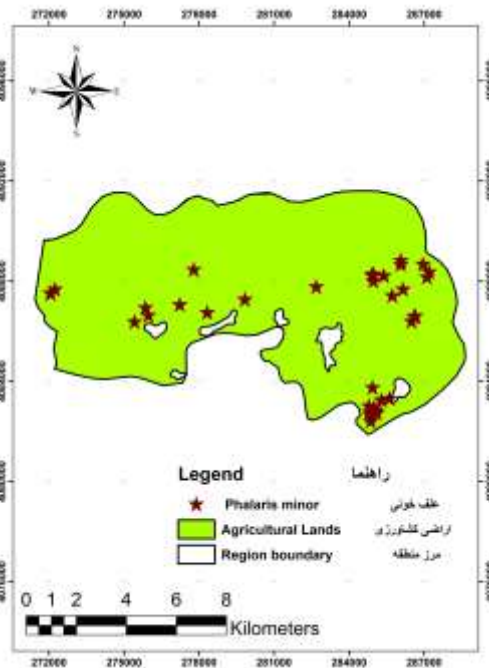 272000 275000 278000 281000 284000 287000
N
W E
S
Legend راهنما
Phalaris minor علف خونی
Agricultural Lands اراضی کشاورزی
Region boundary مرز منطقه
0 1 2 4 6 8
Kilometers
272000 275000 278000 281000 284000 287000